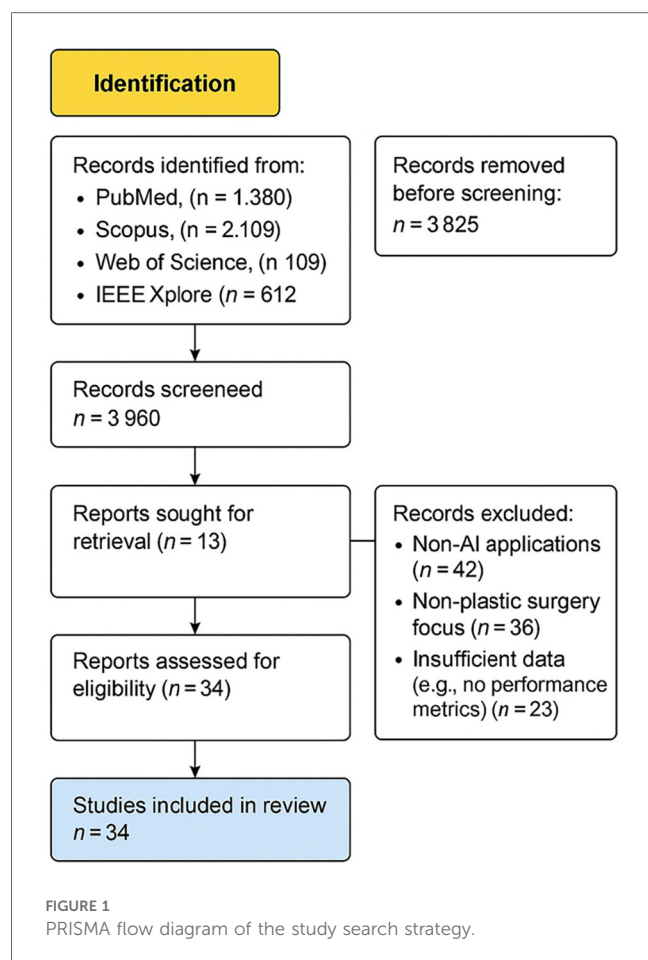 Identification
Records identified from:
• PubMed, (n = 1.380)
• Scopus, (n = 2.109)
• Web of Science, (n 109)
• IEEE Xplore (n = 612
Records removed
before screening:
n = 3 825
Records screeneed
n = 3 960
Reports sought for
retrieval (n = 13)
Records excluded:
• Non-AI applications
(n = 42)
• Non-plastic surgery
focus (n = 36)
• Insufficient data
(e.g., no performance
metrics) (n = 23)
Reports assessed for
eligibility (n = 34)
Studies included in review
n = 34
FIGURE 1
PRISMA flow diagram of the study search strategy.